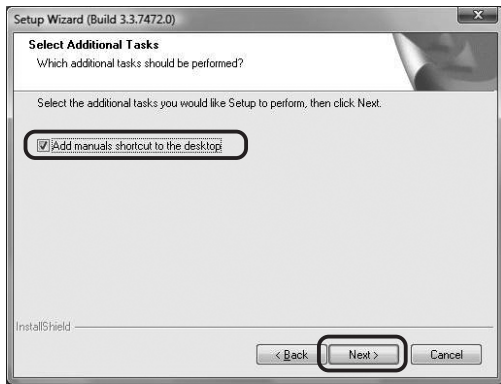 Setup Wizard (Build 3.3.7472.0)
Select Additional Tasks
Which additional tasks should be performed?
Select the additional tasks you would like Setup to perform, then click Next.
Add manuals shortcut to the desktop
InstallShield
< Back Next > Cancel